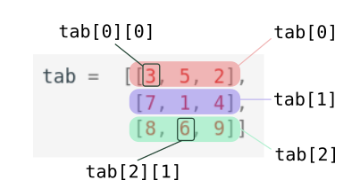 tab[0][0]
tab[0]
tab = [[3, 5, 2],
[7, 1, 4],
tab[1]
[8, 6, 9]]
tab[2]
tab[2][1]